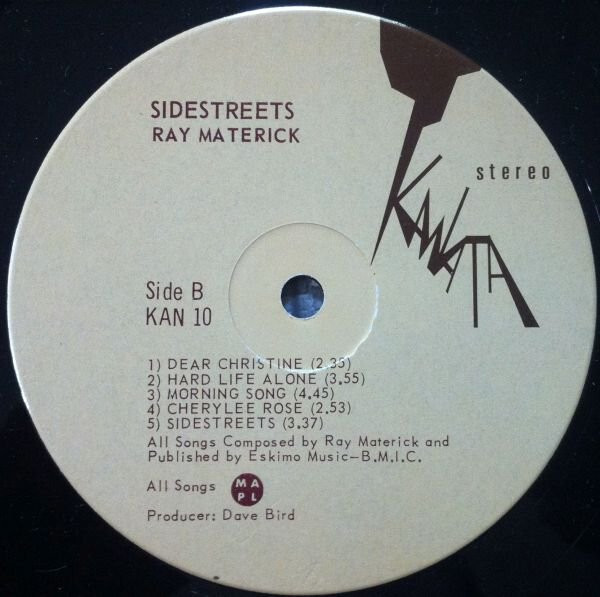 SIDESTREETS
RAY MATERICK
stereo
KANATA
Side B
KAN 10
1) DEAR CHRISTINE (2.35)
2) HARD LIFE ALONE (3.55)
3) MORNING SONG (4.45)
4) CHERYLEE ROSE (2.53)
5) SIDESTREETS (3.37)
All Songs Composed by Ray Materick and
Published by Eskimo Music—B.M.I.C.
All Songs MA
PL
Producer: Dave Bird